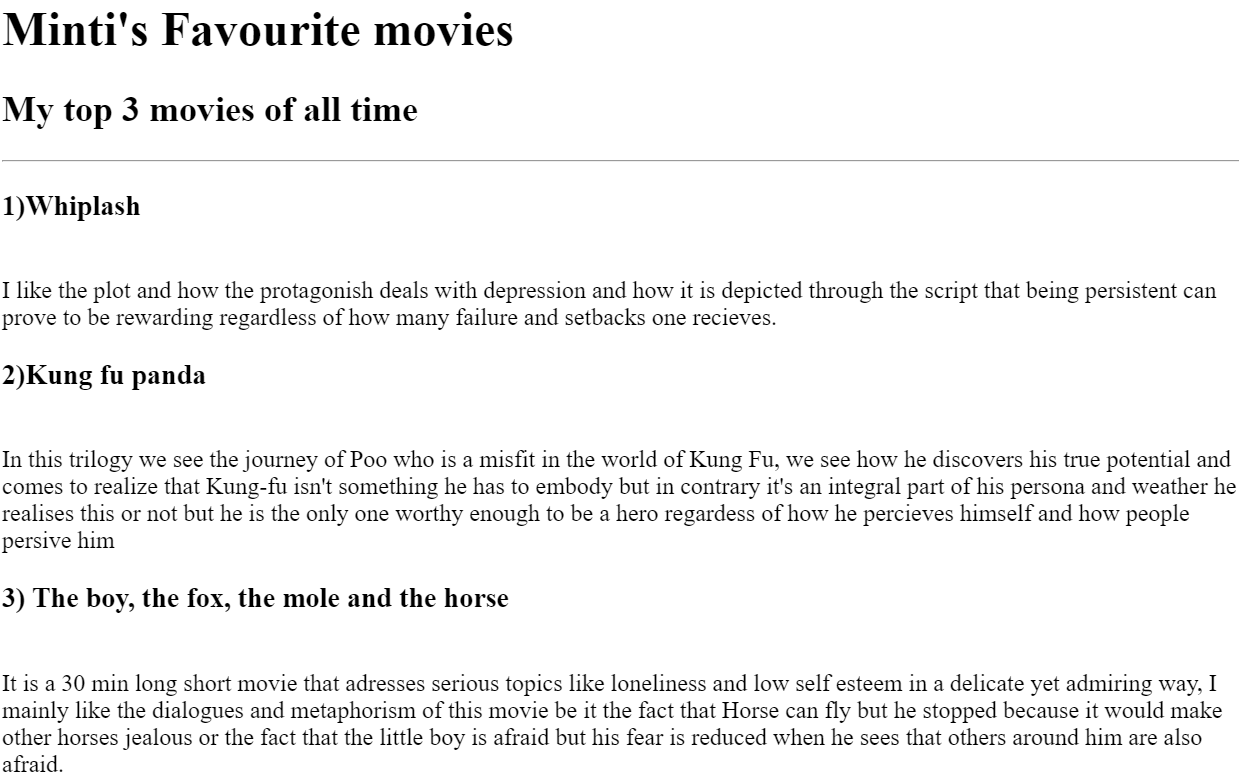 Minti's Favourite movies
My top 3 movies of all time
1)Whiplash
I like the plot and how the protagonish deals with depression and how it is depicted through the script that being persistent can
prove to be rewarding regardless of how many failure and setbacks one recieves.
2)Kung fu panda
In this trilogy we see the journey of Poo who is a misfit in the world of Kung Fu, we see how he discovers his true potential and
comes to realize that Kung-fu isn't something he has to embody but in contrary it's an integral part of his persona and weather he
realises this or not but he is the only one worthy enough to be a hero regardess of how he percieves himself and how people
persive him
3) The boy, the fox, the mole and the horse
It is a 30 min long short movie that adresses serious topics like loneliness and low self esteem in a delicate yet admiring way, I
mainly like the dialogues and metaphorism of this movie be it the fact that Horse can fly but he stopped because it would make
other horses jealous or the fact that the little boy is afraid but his fear is reduced when he sees that others around him are also
afraid.